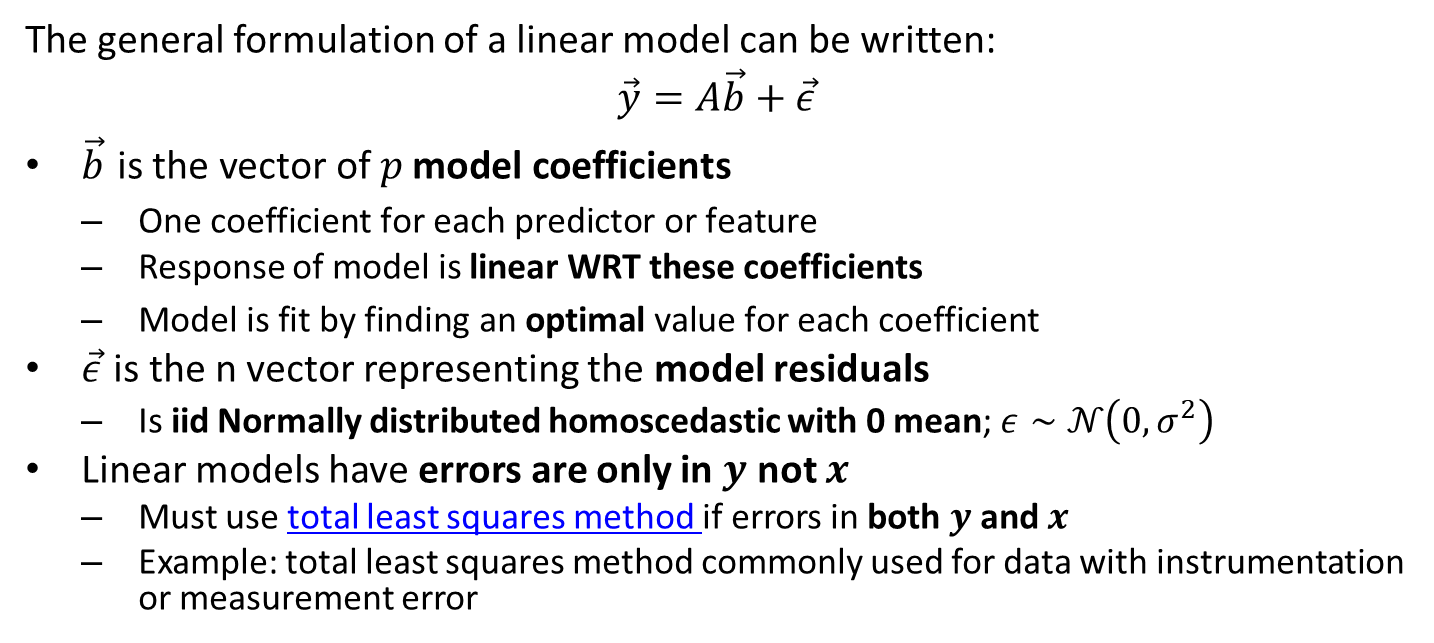 The general formulation of a linear model can be written:
y⃗ = Ab⃗ + ϵ⃗
• b⃗ is the vector of p model coefficients
– One coefficient for each predictor or feature
– Response of model is linear WRT these coefficients
– Model is fit by finding an optimal value for each coefficient
• ϵ⃗ is the n vector representing the model residuals
– Is iid Normally distributed homoscedastic with 0 mean; ϵ ~ 𝒩(0, σ²)
• Linear models have errors are only in y not x
– Must use total least squares method if errors in both y and x
– Example: total least squares method commonly used for data with instrumentation
or measurement error